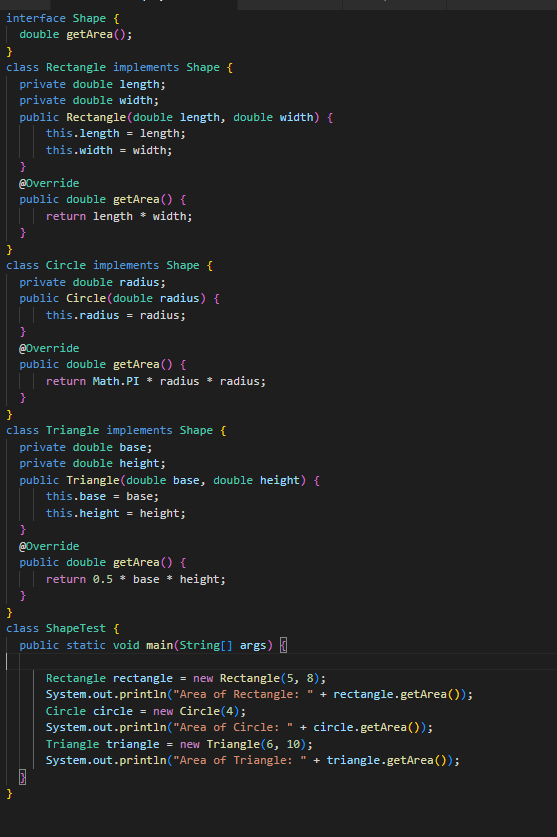 interface Shape {
  double getArea();
}
class Rectangle implements Shape {
  private double length;
  private double width;
  public Rectangle(double length, double width) {
      this.length = length;
      this.width = width;
  }
  @Override
  public double getArea() {
      return length * width;
  }
}
class Circle implements Shape {
  private double radius;
  public Circle(double radius) {
      this.radius = radius;
  }
  @Override
  public double getArea() {
      return Math.PI * radius * radius;
  }
}
class Triangle implements Shape {
  private double base;
  private double height;
  public Triangle(double base, double height) {
      this.base = base;
      this.height = height;
  }
  @Override
  public double getArea() {
      return 0.5 * base * height;
  }
}
class ShapeTest {
  public static void main(String[] args) {

      Rectangle rectangle = new Rectangle(5, 8);
      System.out.println("Area of Rectangle: " + rectangle.getArea());
      Circle circle = new Circle(4);
      System.out.println("Area of Circle: " + circle.getArea());
      Triangle triangle = new Triangle(6, 10);
      System.out.println("Area of Triangle: " + triangle.getArea());
  }
}